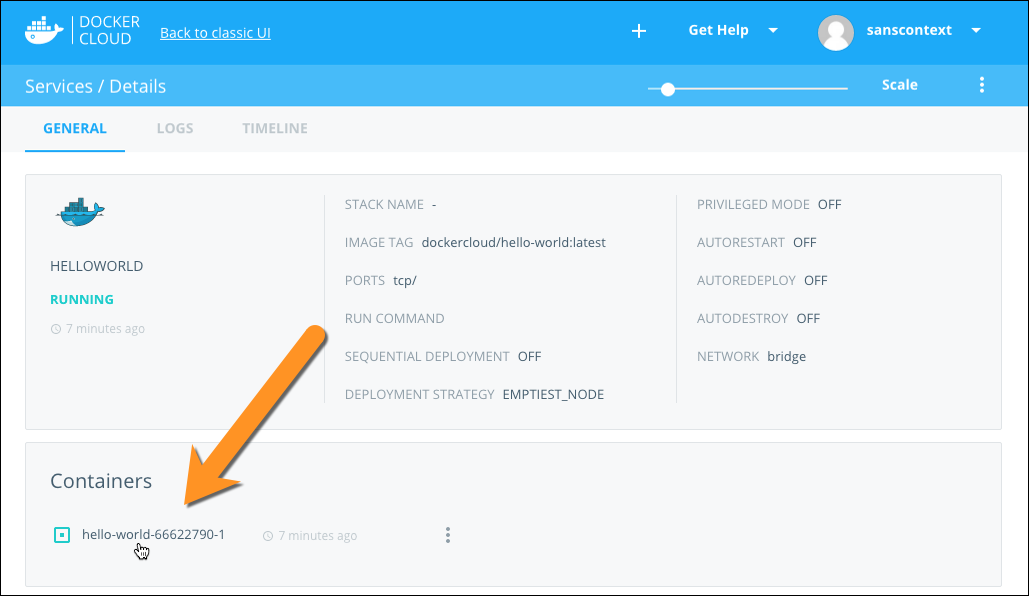 DOCKER
CLOUD
Back to classic UI
+
Get Help
sanscontext
Services / Details
Scale
GENERAL
LOGS
TIMELINE
HELLOWORLD
RUNNING
7 minutes ago
STACK NAME -
IMAGE TAG dockercloud/hello-world:latest
PORTS tcp/
RUN COMMAND
SEQUENTIAL DEPLOYMENT OFF
DEPLOYMENT STRATEGY EMPTIEST_NODE
PRIVILEGED MODE OFF
AUTORESTART OFF
AUTOREDEPLOY OFF
AUTODESTROY OFF
NETWORK bridge
Containers
hello-world-66622790-1
7 minutes ago